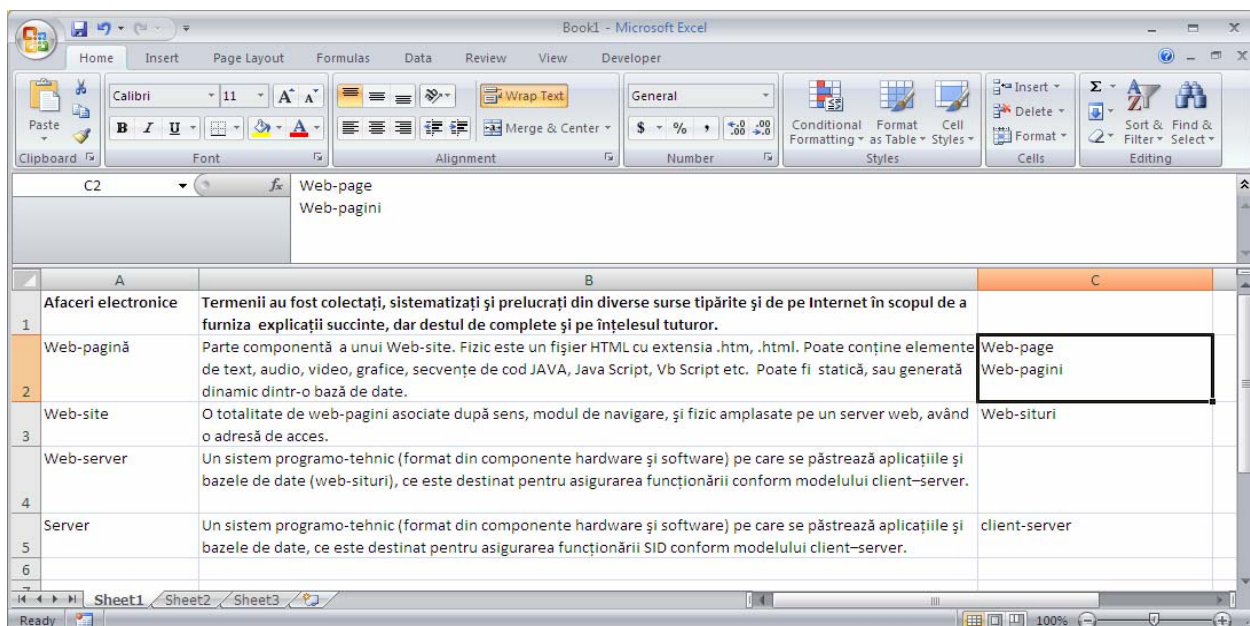 Book1 - Microsoft Excel
Home Insert Page Layout Formulas Data Review View Developer
Calibri 11 A A Wrap Text General Insert Σ
Paste B I U A Merge & Center $ % , .0 .00 .00 .0 Conditional Formatting Format as Table Cell Styles Delete Format Sort & Filter Find & Select
Clipboard Font Alignment Number Styles Cells Editing
C2 fx Web-page
Web-pagini
A B C
1 Afaceri electronice Termenii au fost colectați, sistematizați și prelucrați din diverse surse tipărite și de pe Internet în scopul de a
furniza explicații succinte, dar destul de complete și pe înțelesul tuturor.
2 Web-pagină Parte componentă a unui Web-site. Fizic este un fișier HTML cu extensia .htm, .html. Poate conține elemente Web-page
de text, audio, video, grafice, secvențe de cod JAVA, Java Script, Vb Script etc. Poate fi statică, sau generată Web-pagini
dinamic dintr-o bază de date.
3 Web-site O totalitate de web-pagini asociate după sens, modul de navigare, și fizic amplasate pe un server web, având Web-situri
o adresă de acces.
4 Web-server Un sistem programo-tehnic (format din componente hardware și software) pe care se păstrează aplicațiile și
bazele de date (web-situri), ce este destinat pentru asigurarea funcționării conform modelului client–server.
5 Server Un sistem programo-tehnic (format din componente hardware și software) pe care se păstrează aplicațiile și client-server
bazele de date, ce este destinat pentru asigurarea funcționării SID conform modelului client–server.
6
Sheet1 Sheet2 Sheet3
Ready 100%